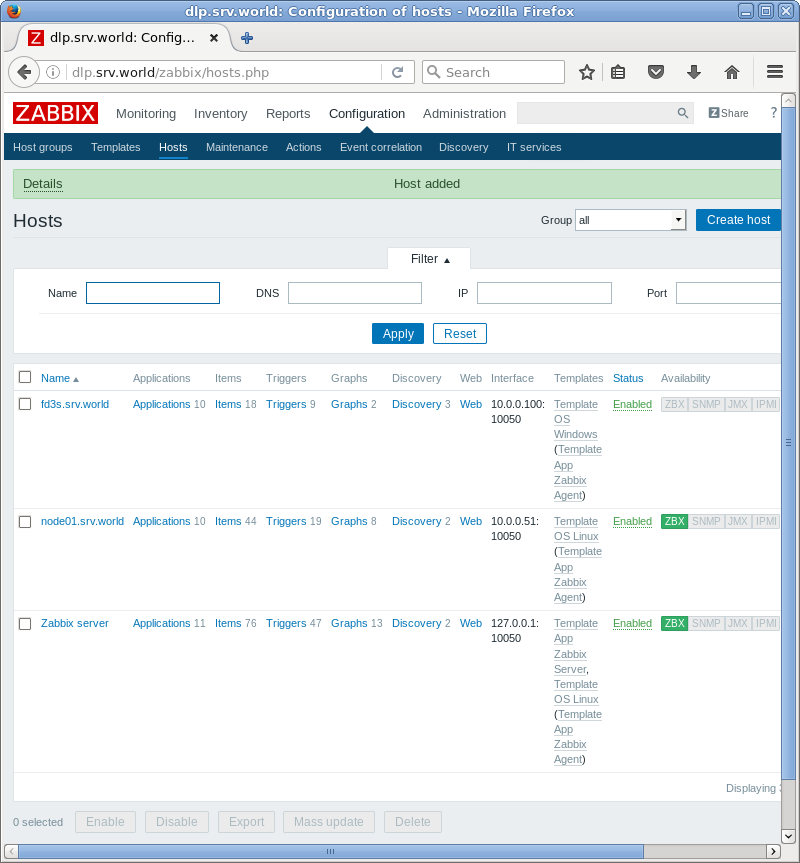 dlp.srv.world: Configuration of hosts - Mozilla Firefox
Z dlp.srv.world: Config...
dlp.srv.world/zabbix/hosts.php Search
ZABBIX Monitoring Inventory Reports Configuration Administration Z Share ?
Host groups Templates Hosts Maintenance Actions Event correlation Discovery IT services
Details Host added
Hosts Group all Create host
Filter
Name DNS IP Port
Apply Reset
Name Applications Items Triggers Graphs Discovery Web Interface Templates Status Availability
fd3s.srv.world Applications 10 Items 18 Triggers 9 Graphs 2 Discovery 3 Web 10.0.0.100: Template Enabled ZBX SNMP JMX IPMI
10050 OS
Windows
(Template
App
Zabbix
Agent)
node01.srv.world Applications 10 Items 44 Triggers 19 Graphs 8 Discovery 2 Web 10.0.0.51: Template Enabled ZBX SNMP JMX IPMI
10050 OS Linux
(Template
App
Zabbix
Agent)
Zabbix server Applications 11 Items 76 Triggers 47 Graphs 13 Discovery 2 Web 127.0.0.1: Template Enabled ZBX SNMP JMX IPMI
10050 App
Zabbix
Server,
Template
OS Linux
(Template
App
Zabbix
Agent)
Displaying
0 selected Enable Disable Export Mass update Delete